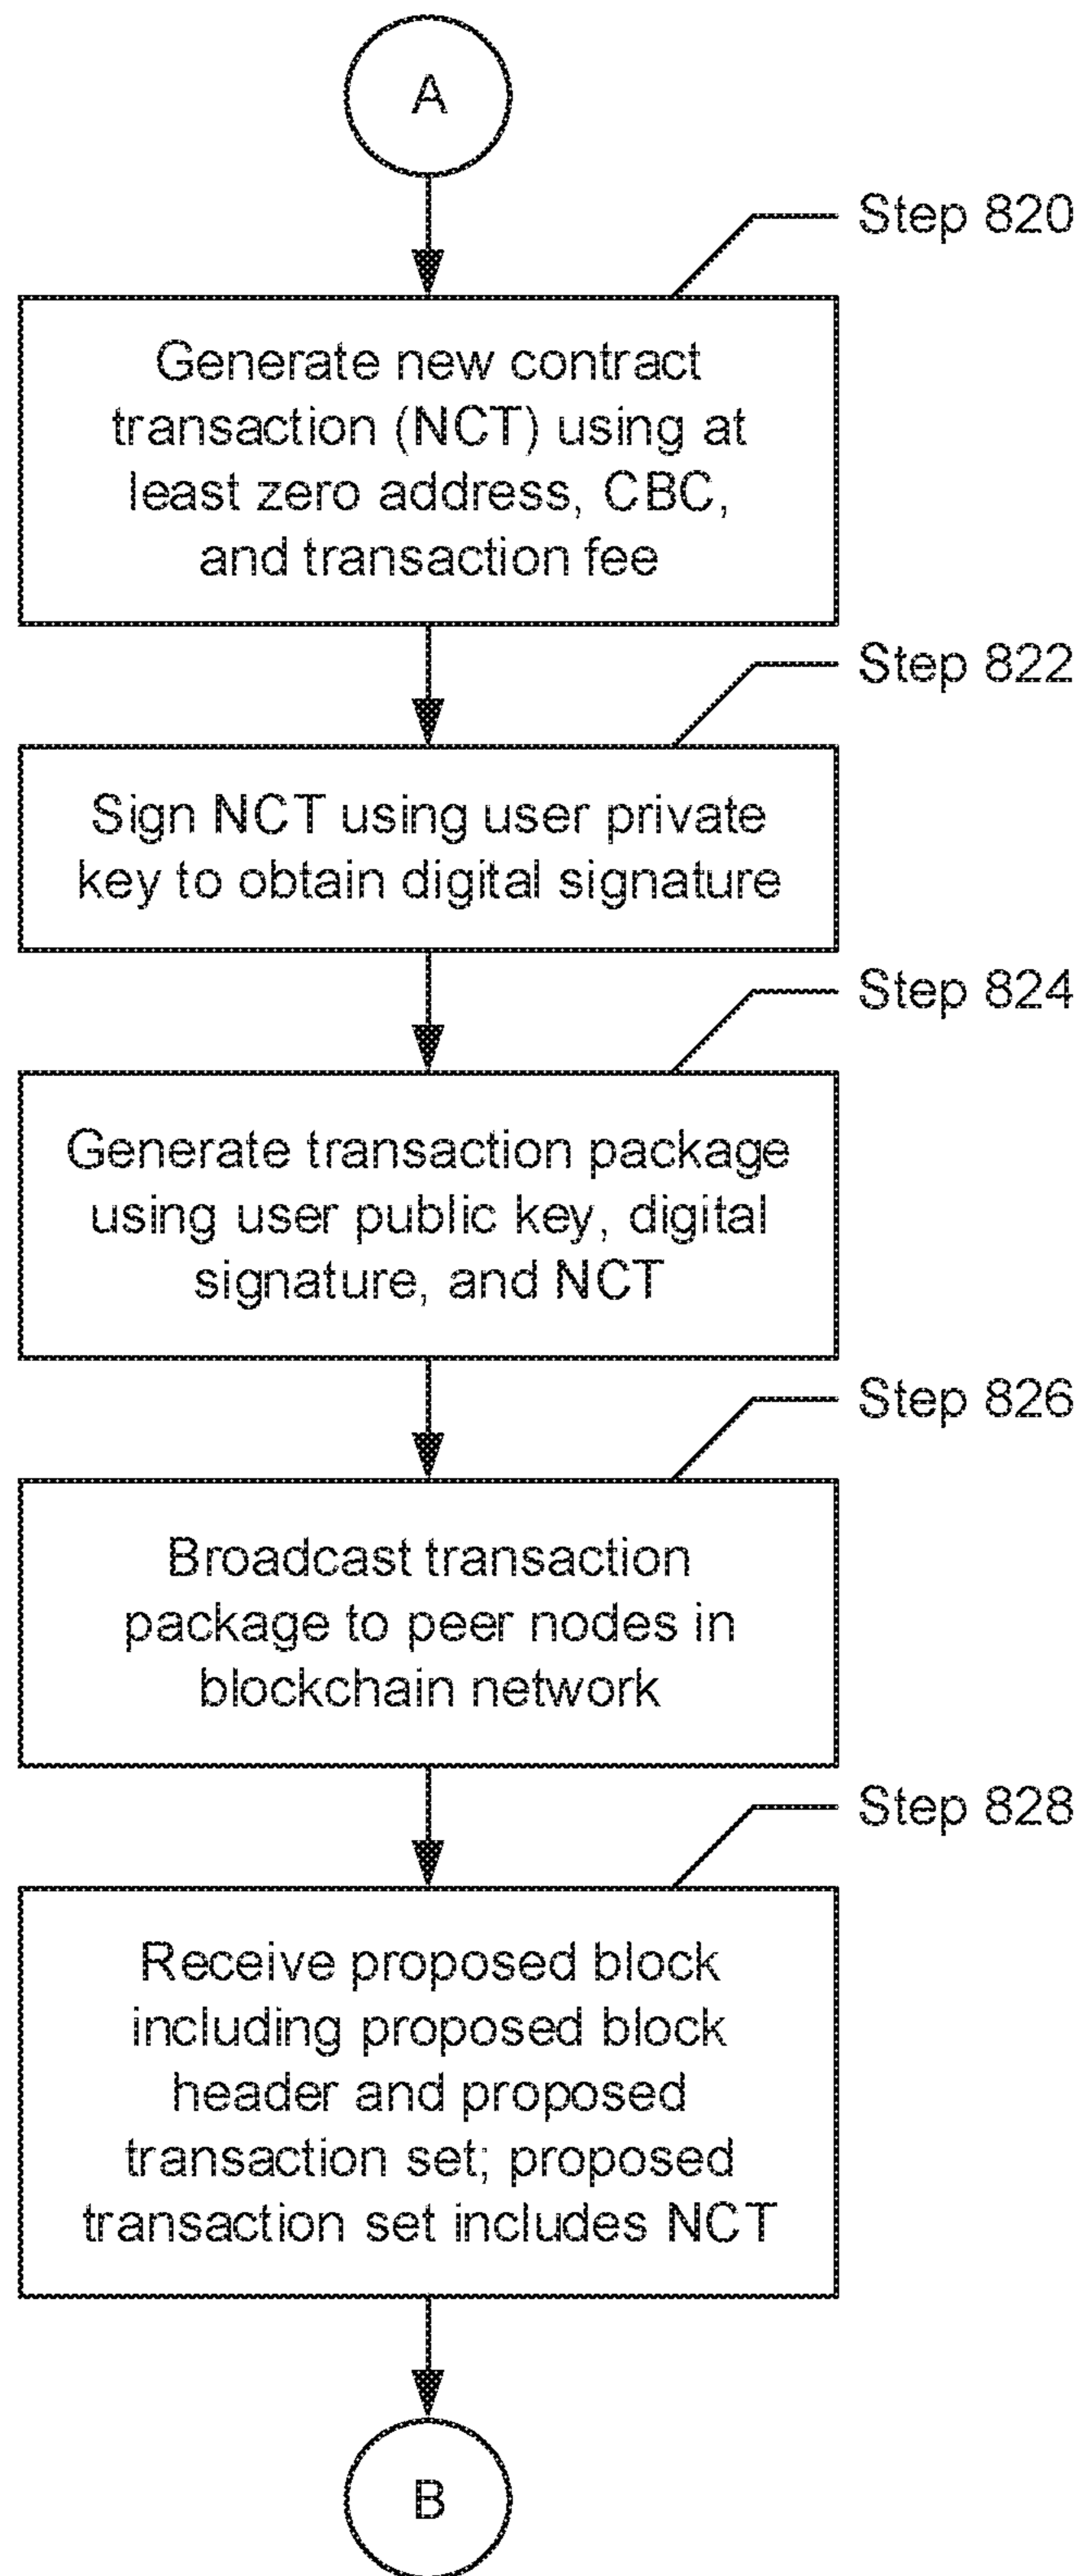 A
Step 820
Generate new contract
transaction (NCT) using at
least zero address, CBC,
and transaction fee
Step 822
Sign NCT using user private
key to obtain digital signature
Step 824
Generate transaction package
using user public key, digital
signature, and NCT
Step 826
Broadcast transaction
package to peer nodes in
blockchain network
Step 828
Receive proposed block
including proposed block
header and proposed
transaction set; proposed
transaction set includes NCT
B